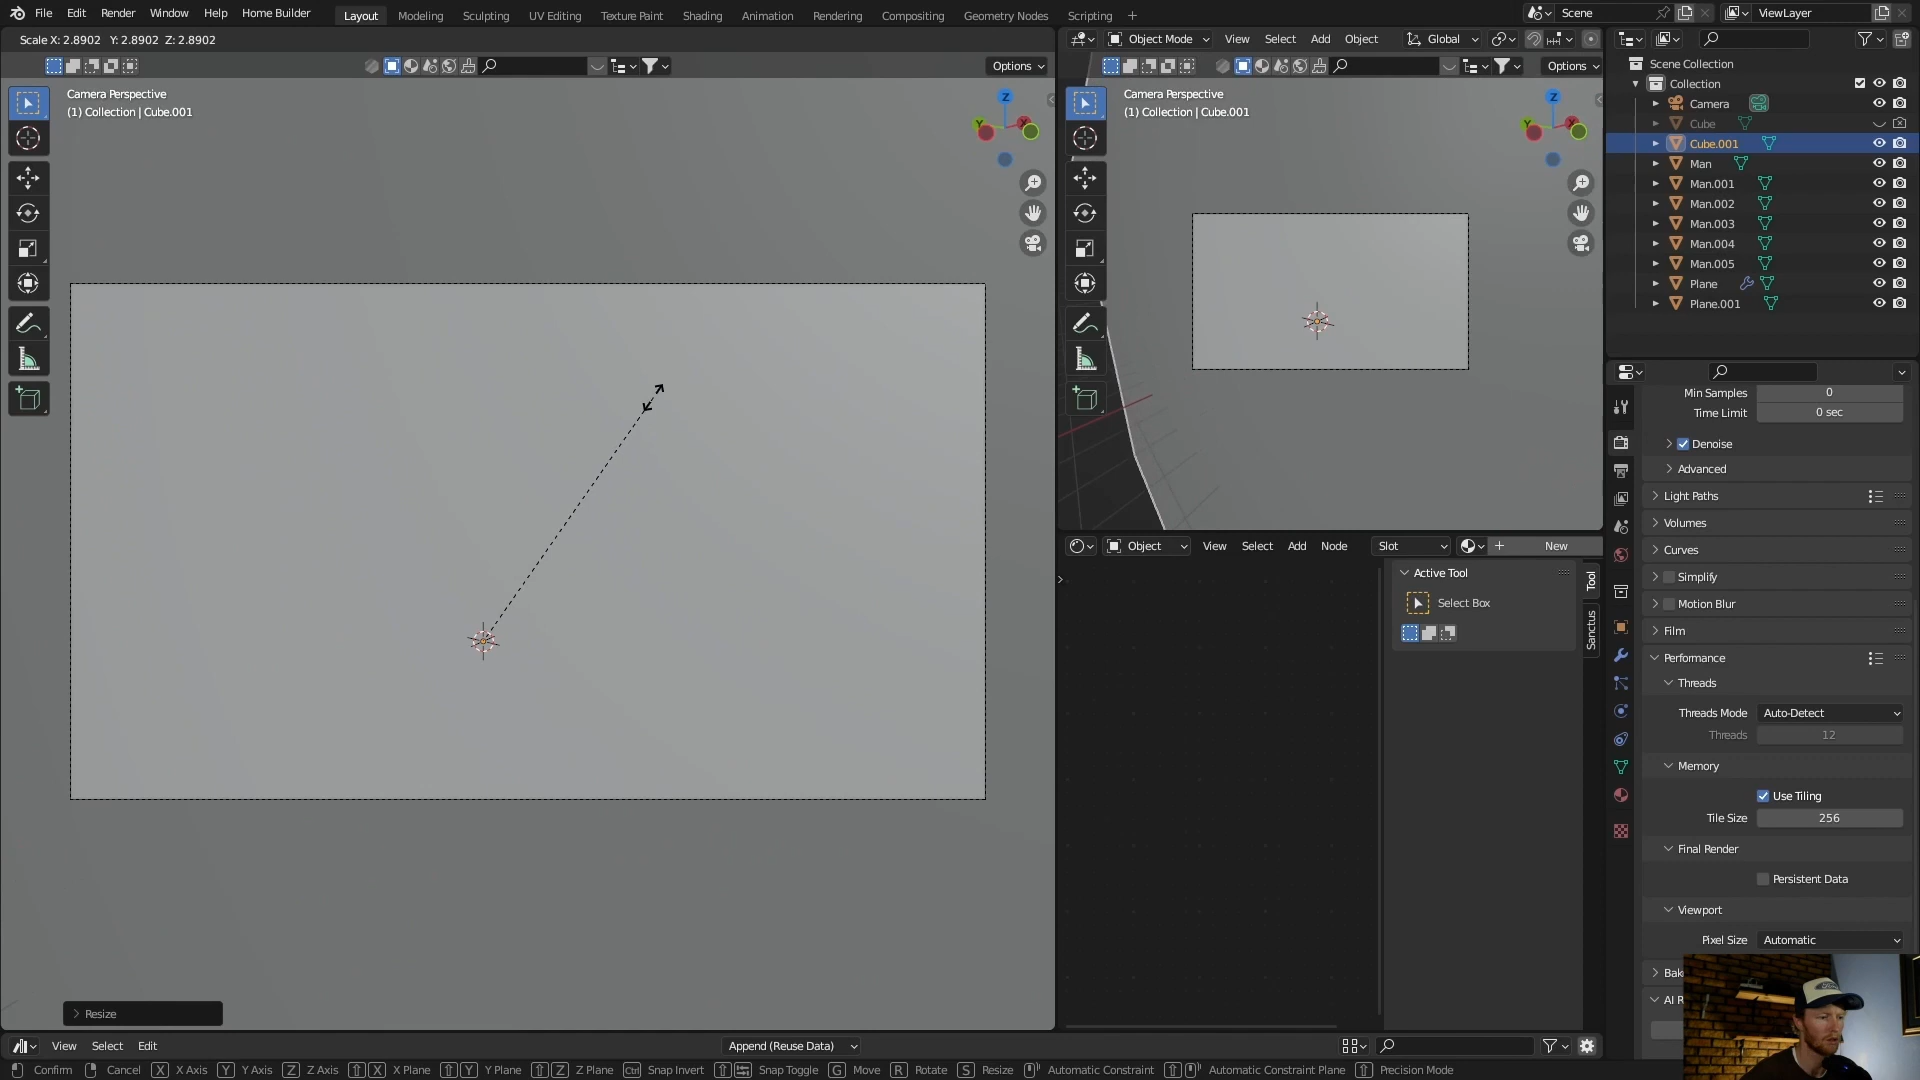 File Edit Render Window Help Home Builder Layout Modeling Sculpting UV Editing Texture Paint Shading Animation Rendering Compositing Geometry Nodes Scripting + Scene ViewLayer
Scale X: 2.8902 Y: 2.8902 Z: 2.8902
Object Mode View Select Add Object Global
Options
Options
Camera Perspective
(1) Collection | Cube.001
Z
Y
X
Camera Perspective
(1) Collection | Cube.001
Z
Y
X
Scene Collection
Collection
Camera
Cube
Cube.001
Man
Man.001
Man.002
Man.003
Man.004
Man.005
Plane
Plane.001
Min Samples 0
Time Limit 0 sec
Denoise
Advanced
Light Paths
Volumes
Curves
Simplify
Motion Blur
Film
Performance
Threads
Threads Mode Auto-Detect
Threads 12
Memory
Use Tiling
Tile Size 256
Final Render
Persistent Data
Viewport
Pixel Size Automatic
Bak
AI R
Object View Select Add Node Slot New
Active Tool
Select Box
Tool
Sanctus
Resize
View Select Edit Append (Reuse Data)
Confirm Cancel X X Axis Y Y Axis Z Z Axis X X Plane Y Y Plane Z Z Plane Ctrl Snap Invert Snap Toggle G Move R Rotate S Resize Automatic Constraint Automatic Constraint Plane Precision Mode